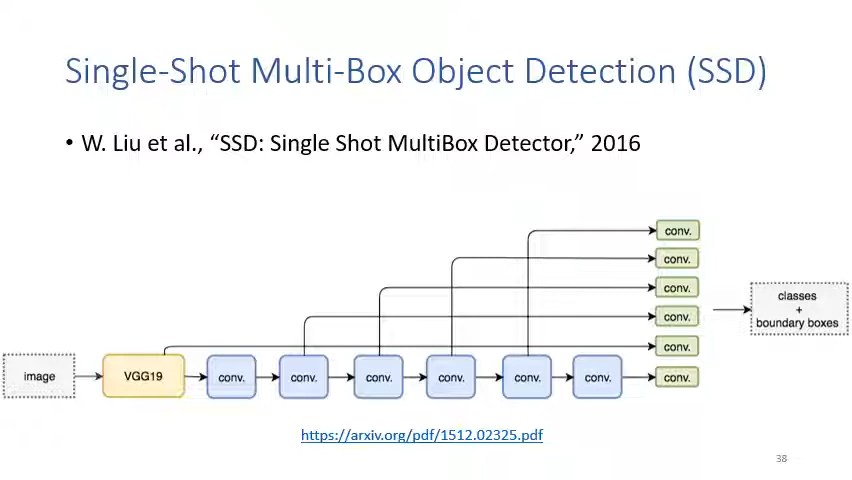 Single-Shot Multi-Box Object Detection (SSD)
• W. Liu et al., “SSD: Single Shot MultiBox Detector,” 2016
conv.
conv.
conv.
conv.
conv.
conv.
classes
+
boundary boxes
image
VGG19
conv.
conv.
conv.
conv.
conv.
conv.
https://arxiv.org/pdf/1512.02325.pdf
38